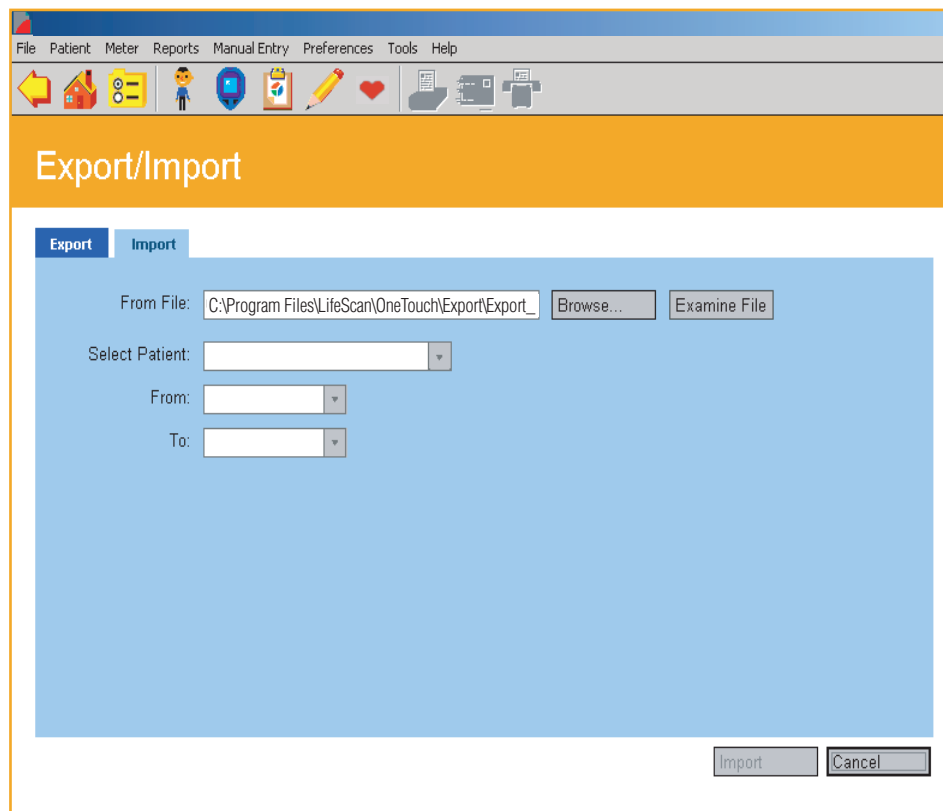 File Patient Meter Reports Manual Entry Preferences Tools Help
Export/Import
Export Import
From File: C:\Program Files\LifeScan\OneTouch\Export\Export_ Browse... Examine File
Select Patient:
From:
To:
Import Cancel